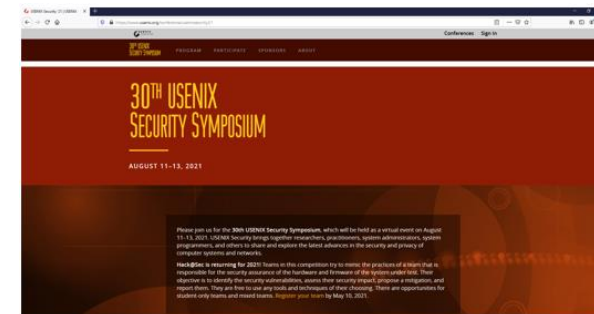 Conferences Sign in
30TH USENIX
SECURITY SYMPOSIUM
PROGRAM PARTICIPATE SPONSORS ABOUT
30TH USENIX
SECURITY SYMPOSIUM
AUGUST 11–13, 2021
Please join us for the 30th USENIX Security Symposium, which will be held as a virtual event on August
11–13, 2021. USENIX Security brings together researchers, practitioners, system administrators, system
programmers, and others to share and explore the latest advances in the security and privacy of
computer systems and networks.
Hack@Sec is returning for 2021! Teams in this competition try to mimic the practices of a team that is
responsible for the security assurance of the hardware and firmware of the system under test. Their
objective is to identify the security vulnerabilities, assess their security impact, propose a mitigation, and
report them. They are free to use any tools and techniques of their choosing. There are opportunities for
student only teams and mixed teams. Register your team by May 10, 2021.